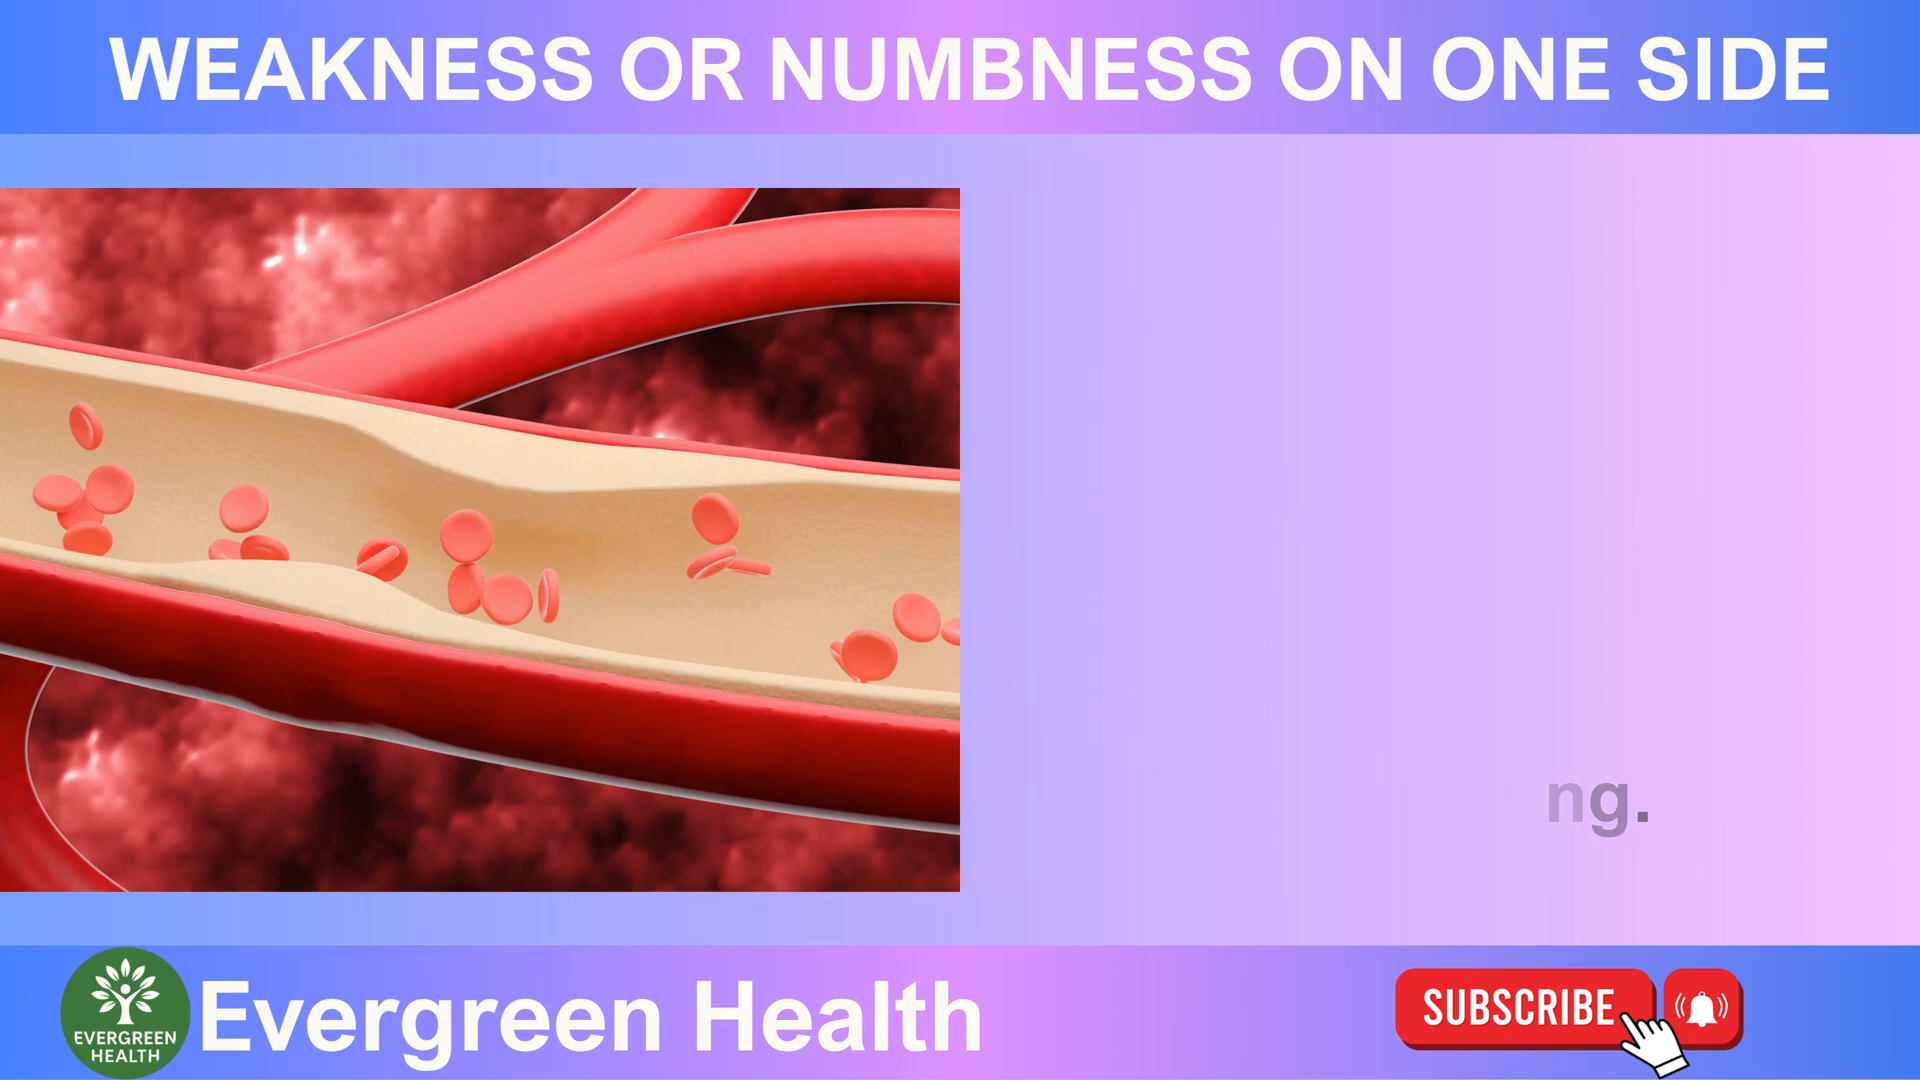 WEAKNESS OR NUMBNESS ON ONE SIDE
ng.
EVERGREEN
HEALTH
Evergreen Health
SUBSCRIBE